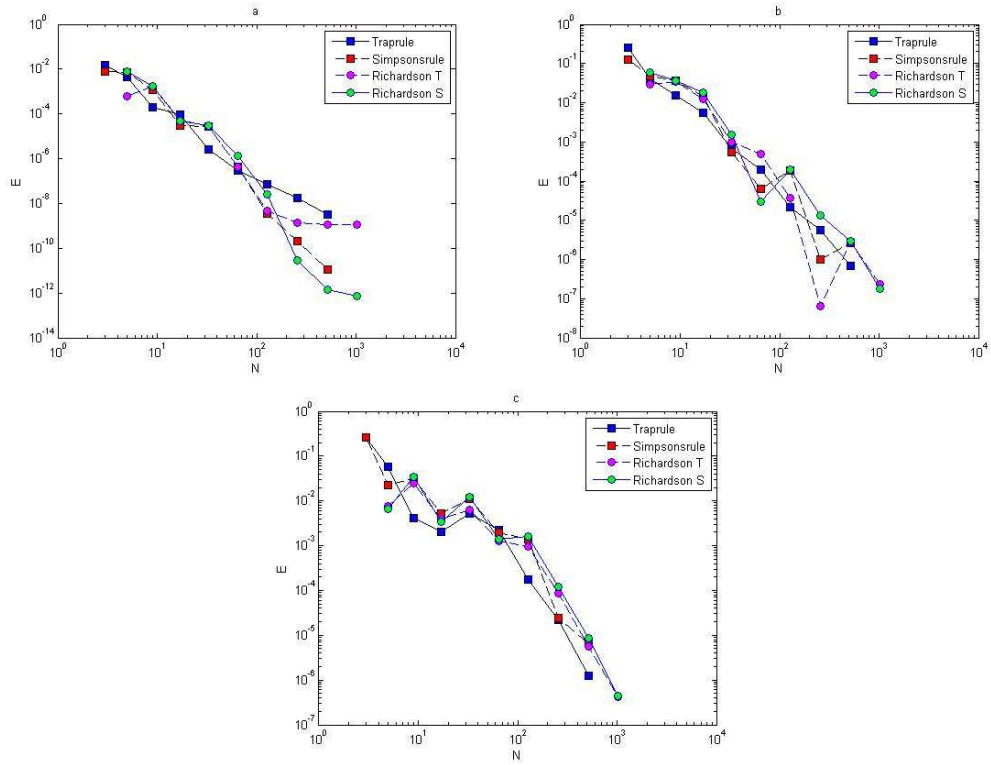 a
10^0
10^-2
10^-4
10^-6
10^-8
10^-10
10^-12
10^-14
E
10^0
10^1
10^2
10^3
10^4
N
Traprule
Simpsonsrule
Richardson T
Richardson S
b
10^0
10^-1
10^-2
10^-3
10^-4
10^-5
10^-6
10^-7
10^-8
E
10^0
10^1
10^2
10^3
10^4
N
Traprule
Simpsonsrule
Richardson T
Richardson S
c
10^0
10^-1
10^-2
10^-3
10^-4
10^-5
10^-6
10^-7
E
10^0
10^1
10^2
10^3
10^4
N
Traprule
Simpsonsrule
Richardson T
Richardson S